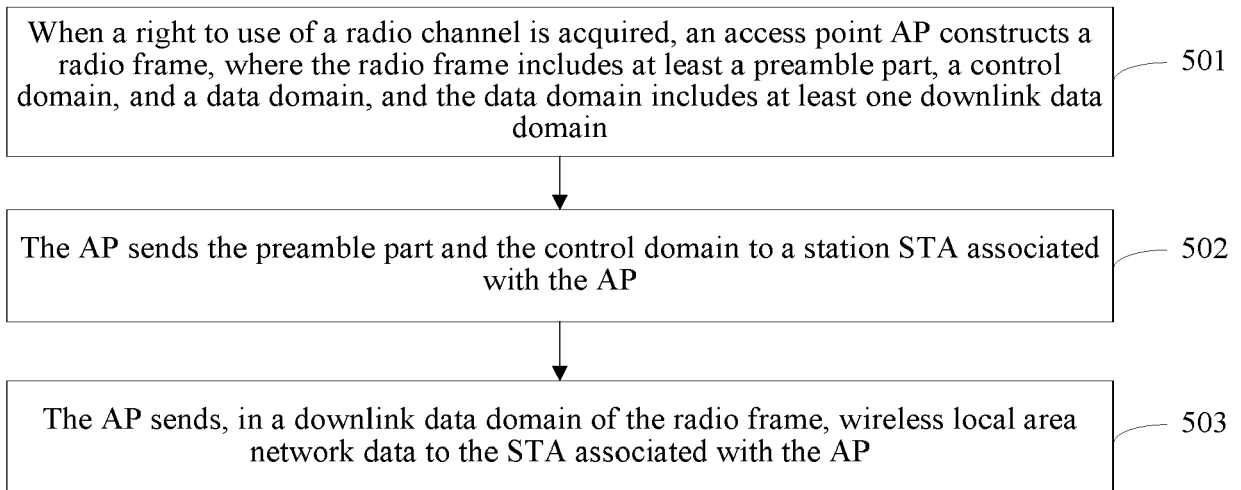 When a right to use of a radio channel is acquired, an access point AP constructs a
radio frame, where the radio frame includes at least a preamble part, a control
domain, and a data domain, and the data domain includes at least one downlink data
domain
501
The AP sends the preamble part and the control domain to a station STA associated
with the AP
502
The AP sends, in a downlink data domain of the radio frame, wireless local area
network data to the STA associated with the AP
503